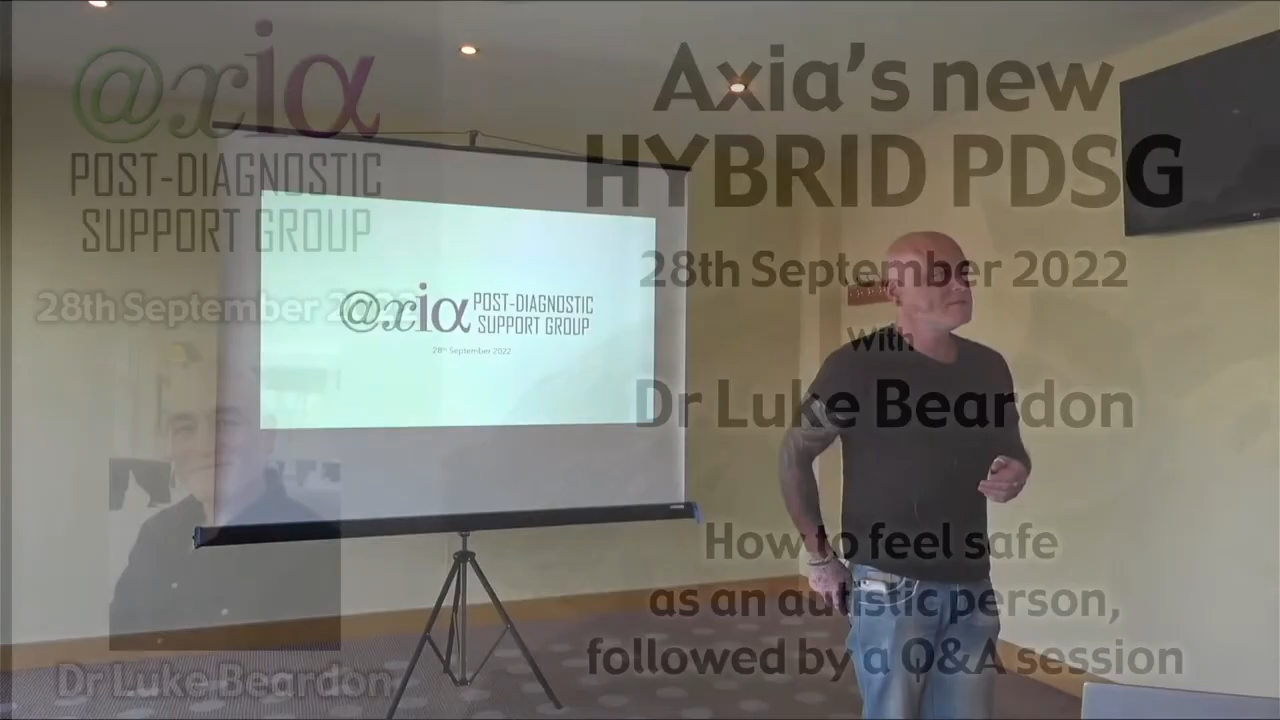 @xiα
POST-DIAGNOSTIC
SUPPORT GROUP
28th September 2022
Dr Luke Beardon
@xiα POST-DIAGNOSTIC
SUPPORT GROUP
28th September 2022
Axia's new
HYBRID PDSG
28th September 2022
With
Dr Luke Beardon
How to feel safe
as an autistic person,
followed by a Q&A session